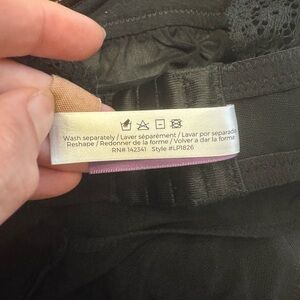 Wash separately / Laver séparément / Lavar por separado
Reshape / Redonner de la forme / Volver a dar la forma
RN# 142341 Style #LP1826